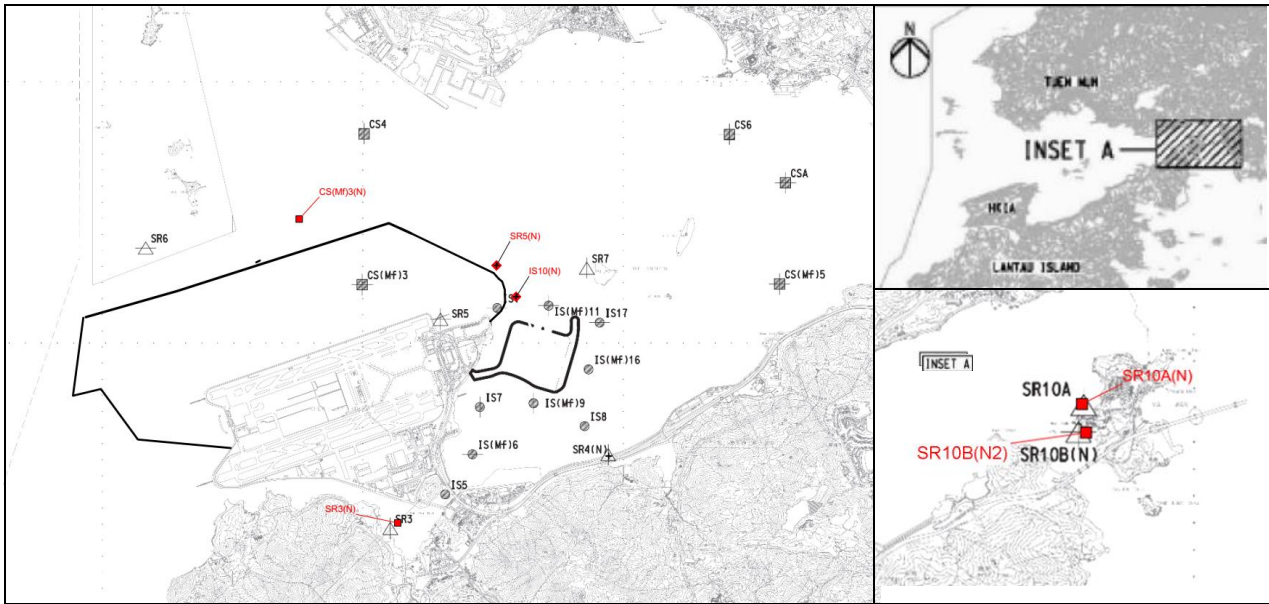 CS4
CS6
CSA
CS(Mf)3(N)
SR6
SR5(N)
SR7
IS10(N)
CS(Mf)3
CS(Mf)5
SR5
IS(Mf)11
IS17
IS(Mf)16
IS7
IS(Mf)9
IS8
IS(Mf)6
SR4(N)
IS5
SR3(N)
SR3
N
TUEN MUN
INSET A
HKIA
LANTAU ISLAND
INSET A
SR10A
SR10A(N)
SR10B(N2)
SR10B(N)